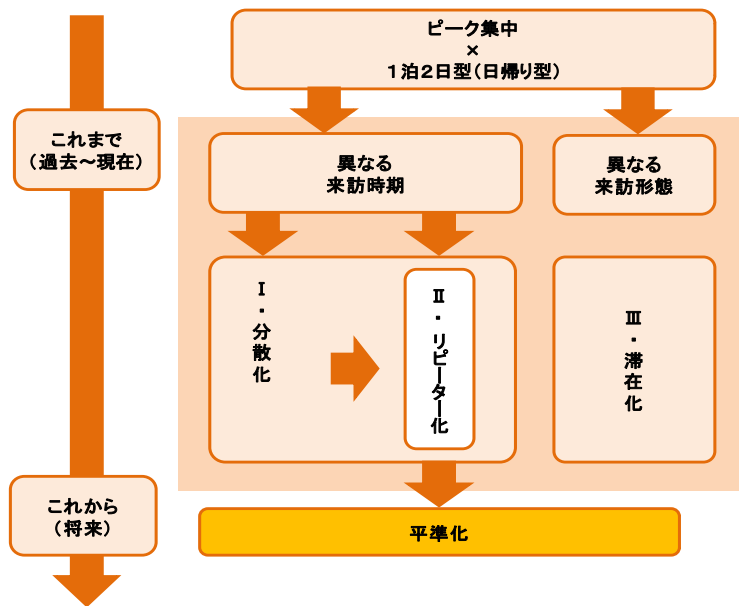 ピーク集中
×
１泊２日型（日帰り型）
これまで
（過去～現在）
異なる
来訪時期
異なる
来訪形態
Ⅰ・分散化
Ⅱ・リピーター化
Ⅲ・滞在化
これから
（将来）
平準化